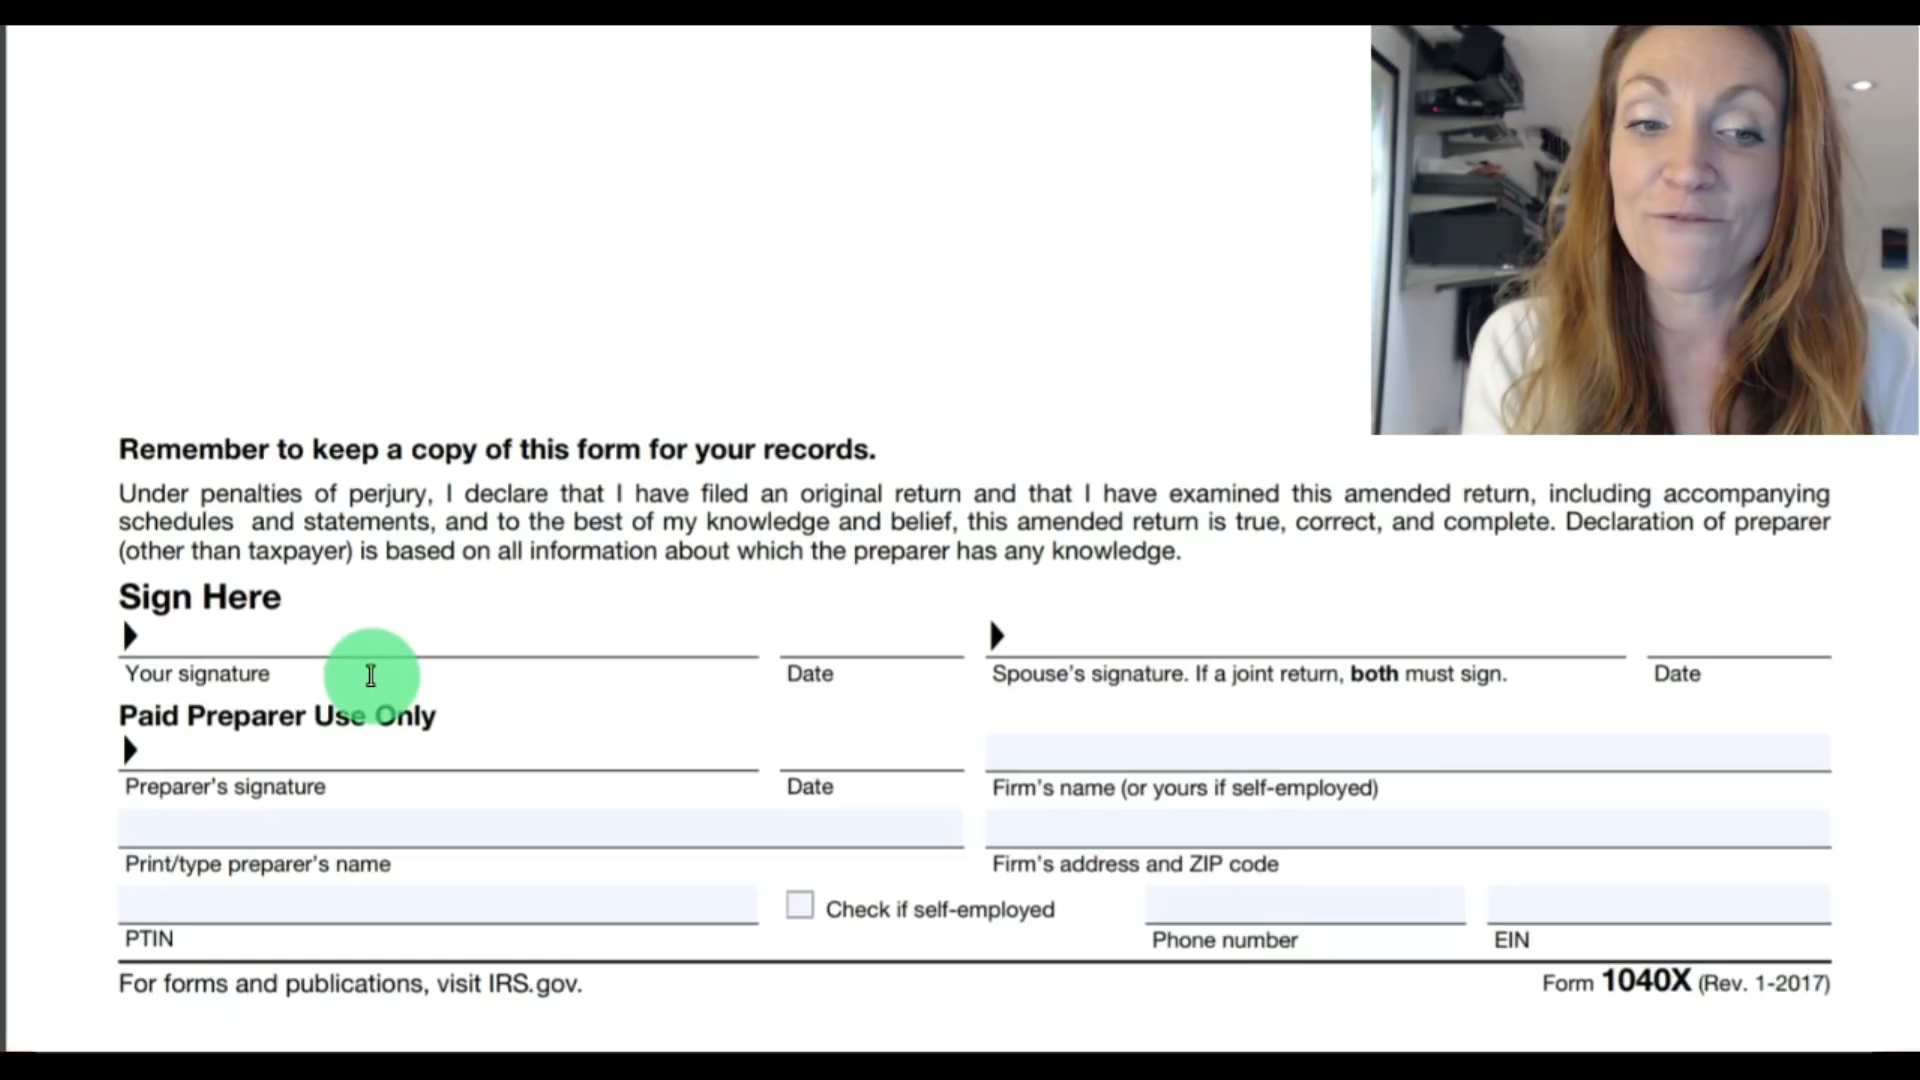 Remember to keep a copy of this form for your records.
Under penalties of perjury, I declare that I have filed an original return and that I have examined this amended return, including accompanying
schedules and statements, and to the best of my knowledge and belief, this amended return is true, correct, and complete. Declaration of preparer
(other than taxpayer) is based on all information about which the preparer has any knowledge.
Sign Here
Your signature
Date
Spouse's signature. If a joint return, both must sign.
Date
Paid Preparer Use Only
Preparer's signature
Date
Firm's name (or yours if self-employed)
Print/type preparer's name
Firm's address and ZIP code
PTIN
Check if self-employed
Phone number
EIN
For forms and publications, visit IRS.gov.
Form 1040X (Rev. 1-2017)